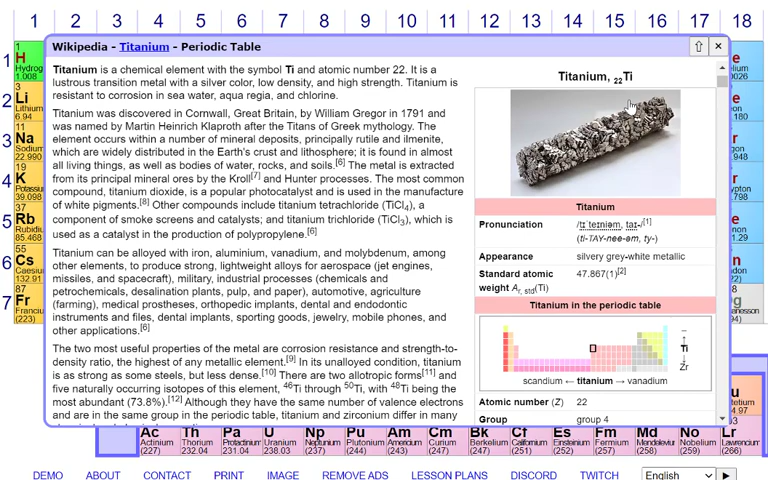 1 2 3 4 5 6 7 8 9 10 11 12 13 14 15 16 17 18
Wikipedia - Titanium - Periodic Table
Titanium is a chemical element with the symbol Ti and atomic number 22. It is a
lustrous transition metal with a silver color, low density, and high strength. Titanium is
resistant to corrosion in sea water, aqua regia, and chlorine.
Titanium was discovered in Cornwall, Great Britain, by William Gregor in 1791 and
was named by Martin Heinrich Klaproth after the Titans of Greek mythology. The
element occurs within a number of mineral deposits, principally rutile and ilmenite,
which are widely distributed in the Earth's crust and lithosphere; it is found in almost
all living things, as well as bodies of water, rocks, and soils.[6] The metal is extracted
from its principal mineral ores by the Kroll[7] and Hunter processes. The most common
compound, titanium dioxide, is a popular photocatalyst and is used in the manufacture
of white pigments.[8] Other compounds include titanium tetrachloride (TiCl4), a
component of smoke screens and catalysts; and titanium trichloride (TiCl3), which is
used as a catalyst in the production of polypropylene.[6]
Titanium can be alloyed with iron, aluminium, vanadium, and molybdenum, among
other elements, to produce strong, lightweight alloys for aerospace (jet engines,
missiles, and spacecraft), military, industrial processes (chemicals and
petrochemicals, desalination plants, pulp, and paper), automotive, agriculture
(farming), medical prostheses, orthopedic implants, dental and endodontic
instruments and files, dental implants, sporting goods, jewelry, mobile phones, and
other applications.[6]
The two most useful properties of the metal are corrosion resistance and strength-to-
density ratio, the highest of any metallic element.[9] In its unalloyed condition, titanium
is as strong as some steels, but less dense.[10] There are two allotropic forms[11] and
five naturally occurring isotopes of this element, 46Ti through 50Ti, with 48Ti being the
most abundant (73.8%).[12] Although they have the same number of valence electrons
and are in the same group in the periodic table, titanium and zirconium differ in many
Titanium, 22Ti
Titanium
Pronunciation /tɪˈteɪniəm, taɪ-/[1]
(ti-TAY-nee-əm, ty-)
Appearance silvery grey-white metallic
Standard atomic 47.867(1)[2]
weight Ar, std(Ti)
Titanium in the periodic table
–
↑
Ti
↓
Zr
scandium ← titanium → vanadium
Atomic number (Z) 22
Group group 4
1
1
H
Hydrog
1.008
2
3
Li
Lithium
6.94
3
11
Na
Sodium
22.990
4
19
K
Potassiu
39.098
5
37
Rb
Rubidiu
85.468
6
55
Cs
Caesiu
132.91
7
87
Fr
Franciu
(223)
Ac Th Pa U Np Pu Am Cm Bk Cf Es Fm Md No Lr
Actinium Thorium Protactinium Uranium Neptunium Plutonium Americium Curium Berkelium Californium Einsteinium Fermium Mendelevium Nobelium Lawrencium
(227) 232.04 231.04 238.03 (237) (244) (243) (247) (247) (251) (252) (257) (258) (259) (266)
DEMO ABOUT CONTACT PRINT IMAGE REMOVE ADS LESSON PLANS DISCORD TWITCH English